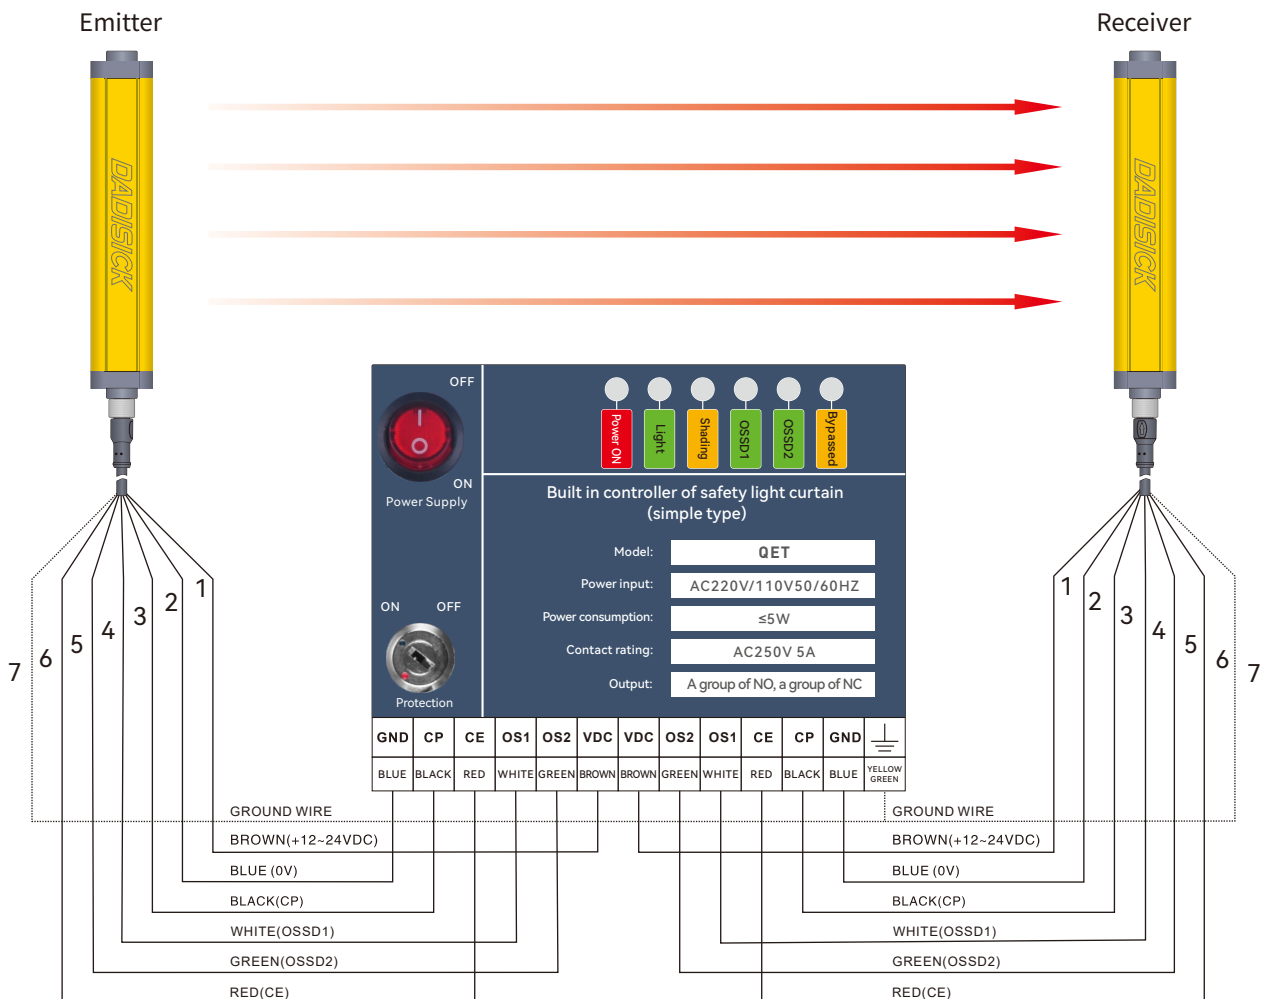 Emitter
Receiver
DADISICK
DADISICK
OFF
ON
Power Supply
Power ON
Light
Shading
OSSD1
OSSD2
Bypassed
Built in controller of safety light curtain
(simple type)
Model: QET
Power input: AC220V/110V50/60HZ
Power consumption: ≤5W
Contact rating: AC250V 5A
Output: A group of NO, a group of NC
ON OFF
Protection
GND CP CE OS1 OS2 VDC VDC OS2 OS1 CE CP GND
BLUE BLACK RED WHITE GREEN BROWN BROWN GREEN WHITE RED BLACK BLUE YELLOW GREEN
7 6 5 4 3 2 1
1 2 3 4 5 6 7
GROUND WIRE
BROWN(+12~24VDC)
BLUE (0V)
BLACK(CP)
WHITE(OSSD1)
GREEN(OSSD2)
RED(CE)
GROUND WIRE
BROWN(+12~24VDC)
BLUE (0V)
BLACK(CP)
WHITE(OSSD1)
GREEN(OSSD2)
RED(CE)